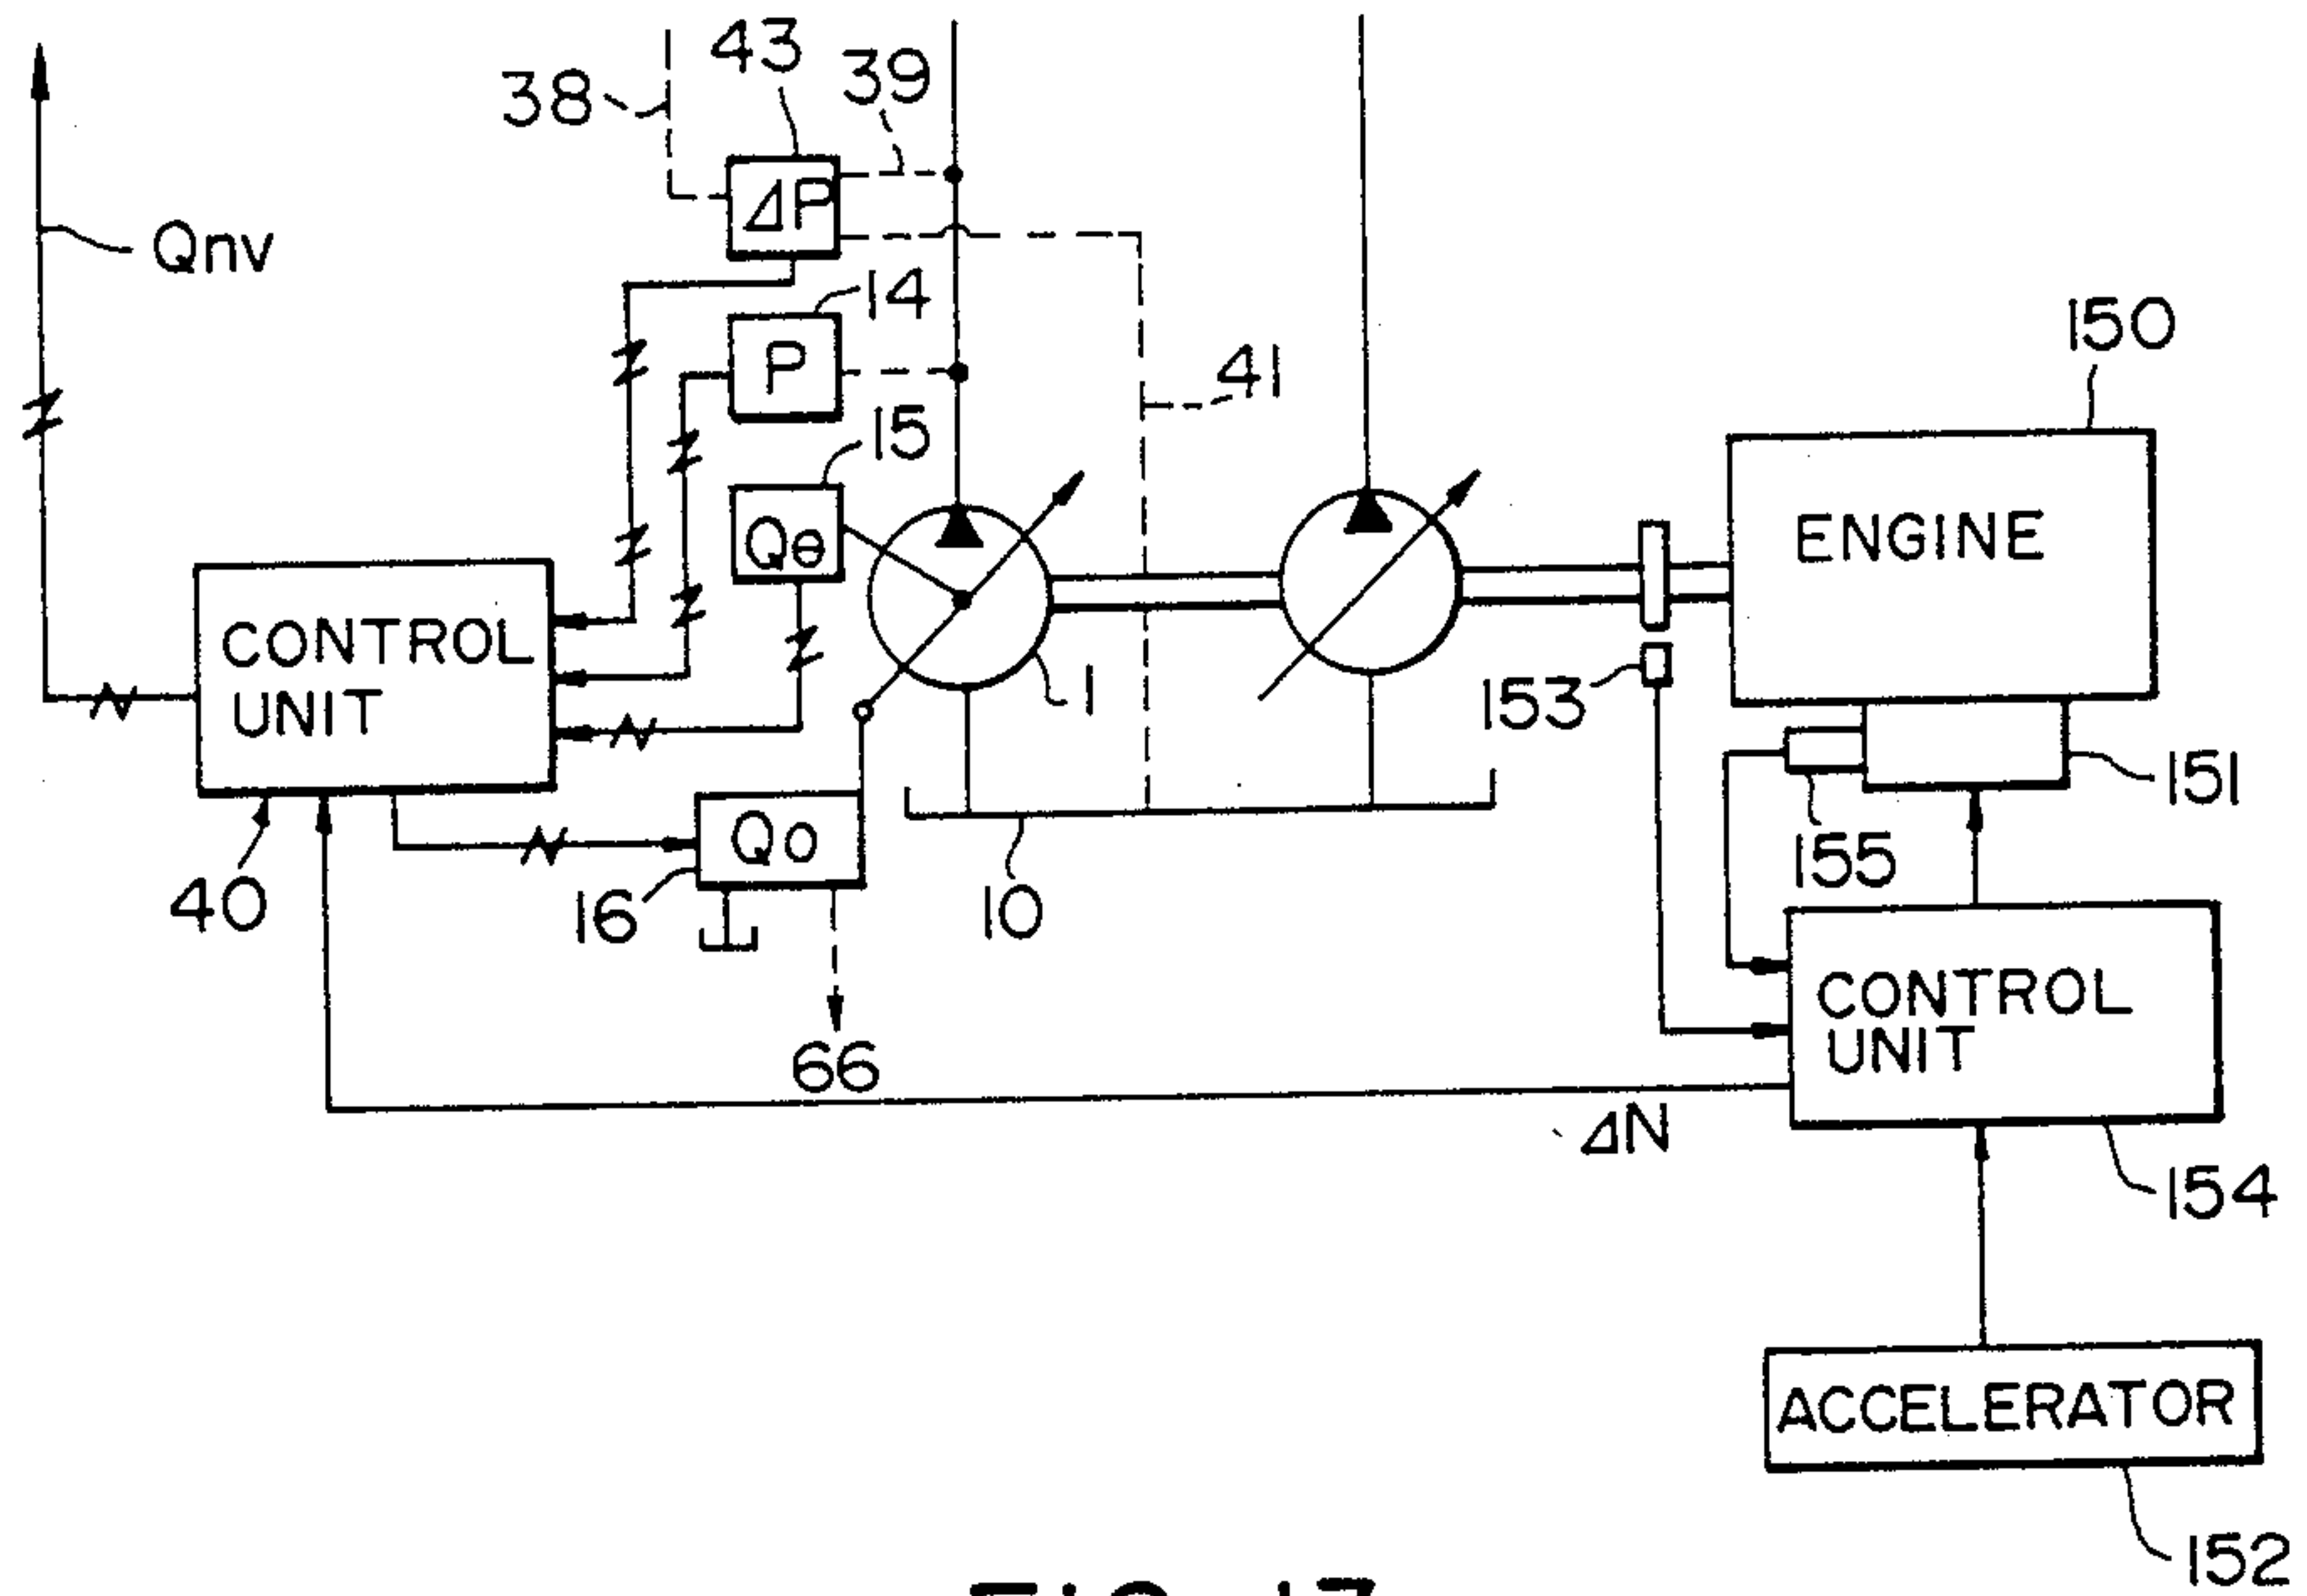 43
39
38
ΔP
Qnv
14
P
41
150
15
Qθ
ENGINE
CONTROL
UNIT
1
153
151
155
Qo
40
16
10
CONTROL
UNIT
66
ΔN
154
ACCELERATOR
152